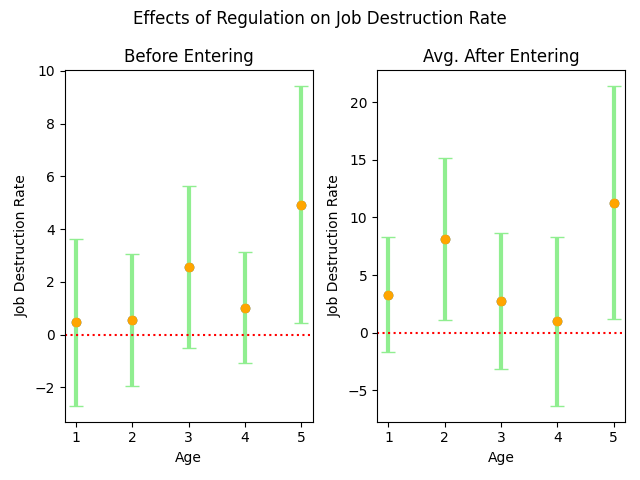 Effects of Regulation on Job Destruction Rate
Before Entering
Job Destruction Rate
10
8
6
4
2
0
−2
1 2 3 4 5
Age
Avg. After Entering
Job Destruction Rate
20
15
10
5
0
−5
1 2 3 4 5
Age